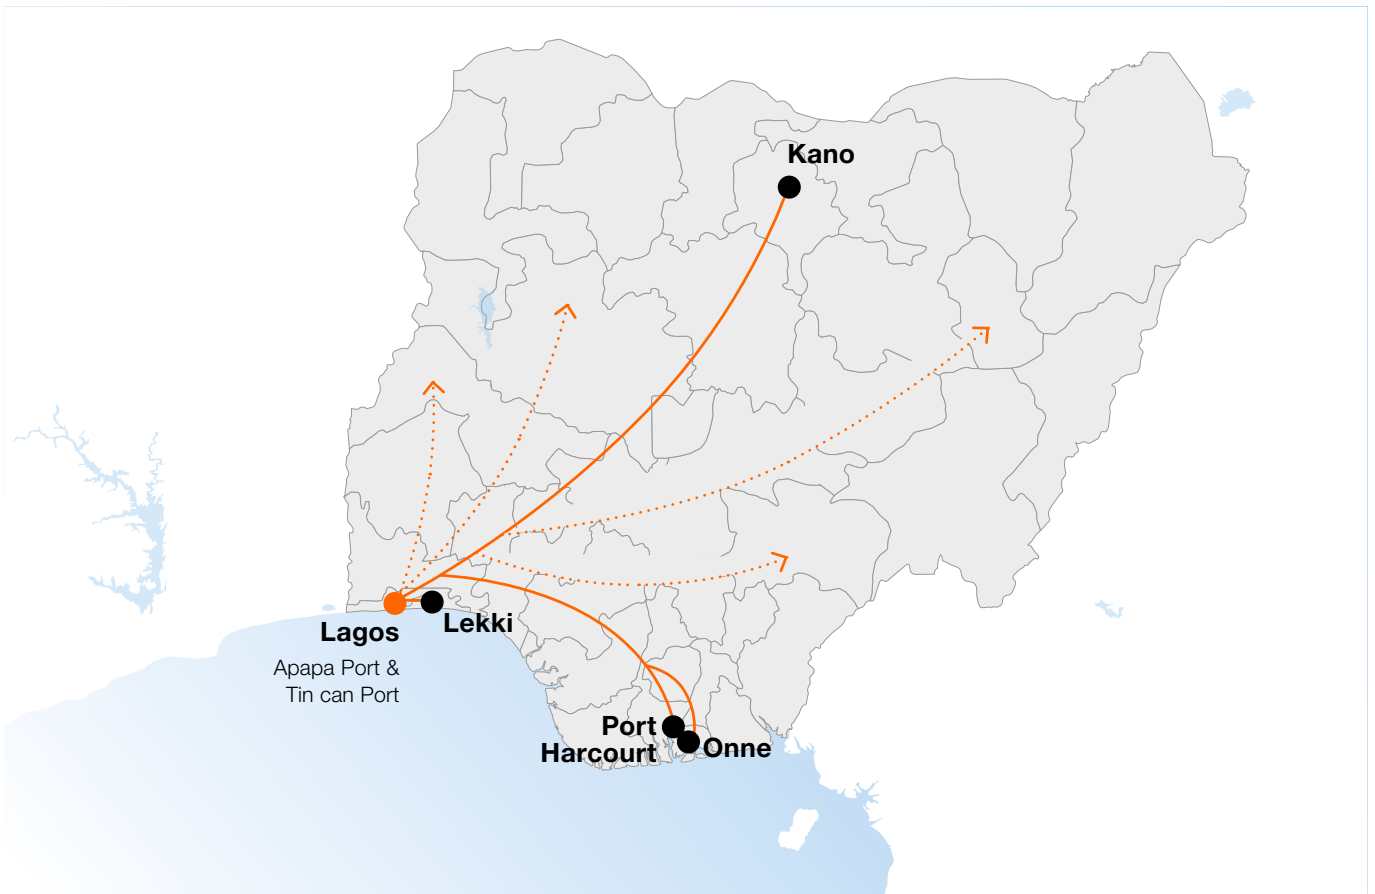 Kano
Lekki
Lagos
Apapa Port &
Tin can Port
Port
Harcourt
Onne